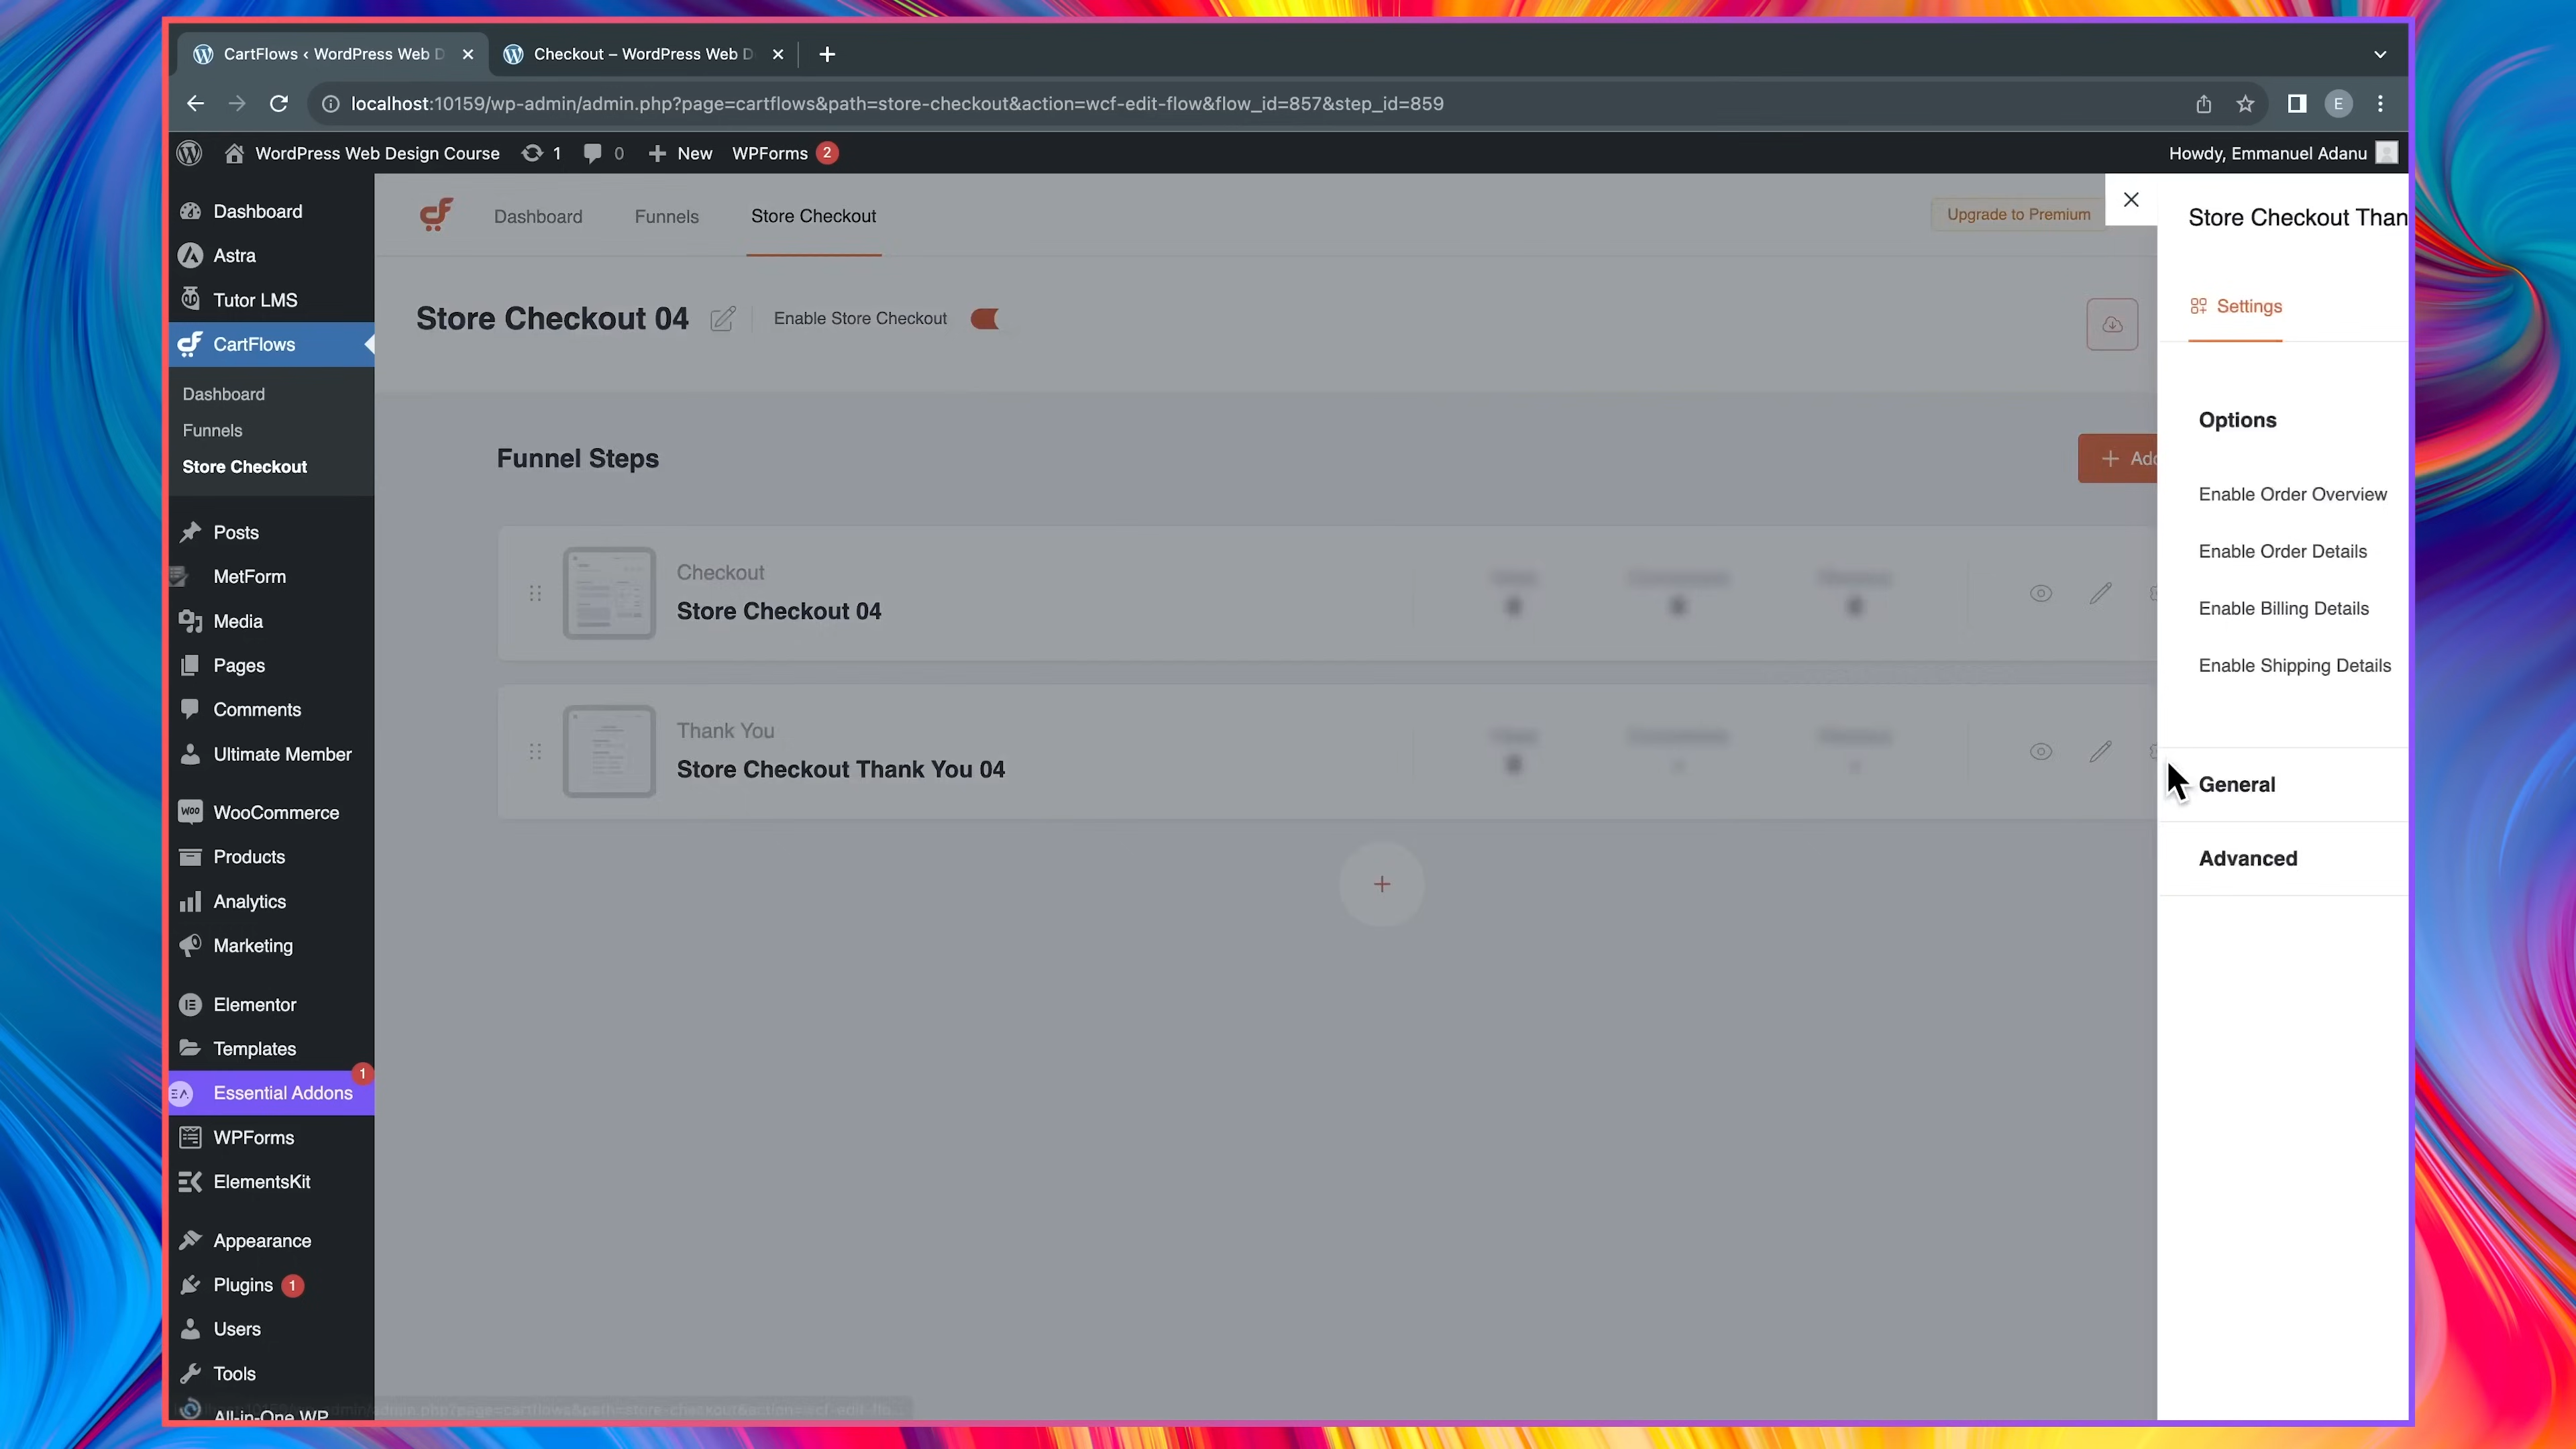 CartFlows ‹ WordPress Web D
Checkout – WordPress Web D
localhost:10159/wp-admin/admin.php?page=cartflows&path=store-checkout&action=wcf-edit-flow&flow_id=857&step_id=859
E
WordPress Web Design Course
1
0
New
WPForms
2
Howdy, Emmanuel Adanu
Dashboard
Astra
Tutor LMS
CartFlows
Dashboard
Funnels
Store Checkout
Posts
MetForm
Media
Pages
Comments
Ultimate Member
WooCommerce
Products
Analytics
Marketing
Elementor
Templates
Essential Addons
1
WPForms
ElementsKit
Appearance
Plugins
1
Users
Tools
All-in-One WP
Dashboard
Funnels
Store Checkout
Upgrade to Premium
Store Checkout 04
Enable Store Checkout
Funnel Steps
Add
Checkout
Store Checkout 04
Thank You
Store Checkout Thank You 04
Store Checkout Than
Settings
Options
Enable Order Overview
Enable Order Details
Enable Billing Details
Enable Shipping Details
General
Advanced